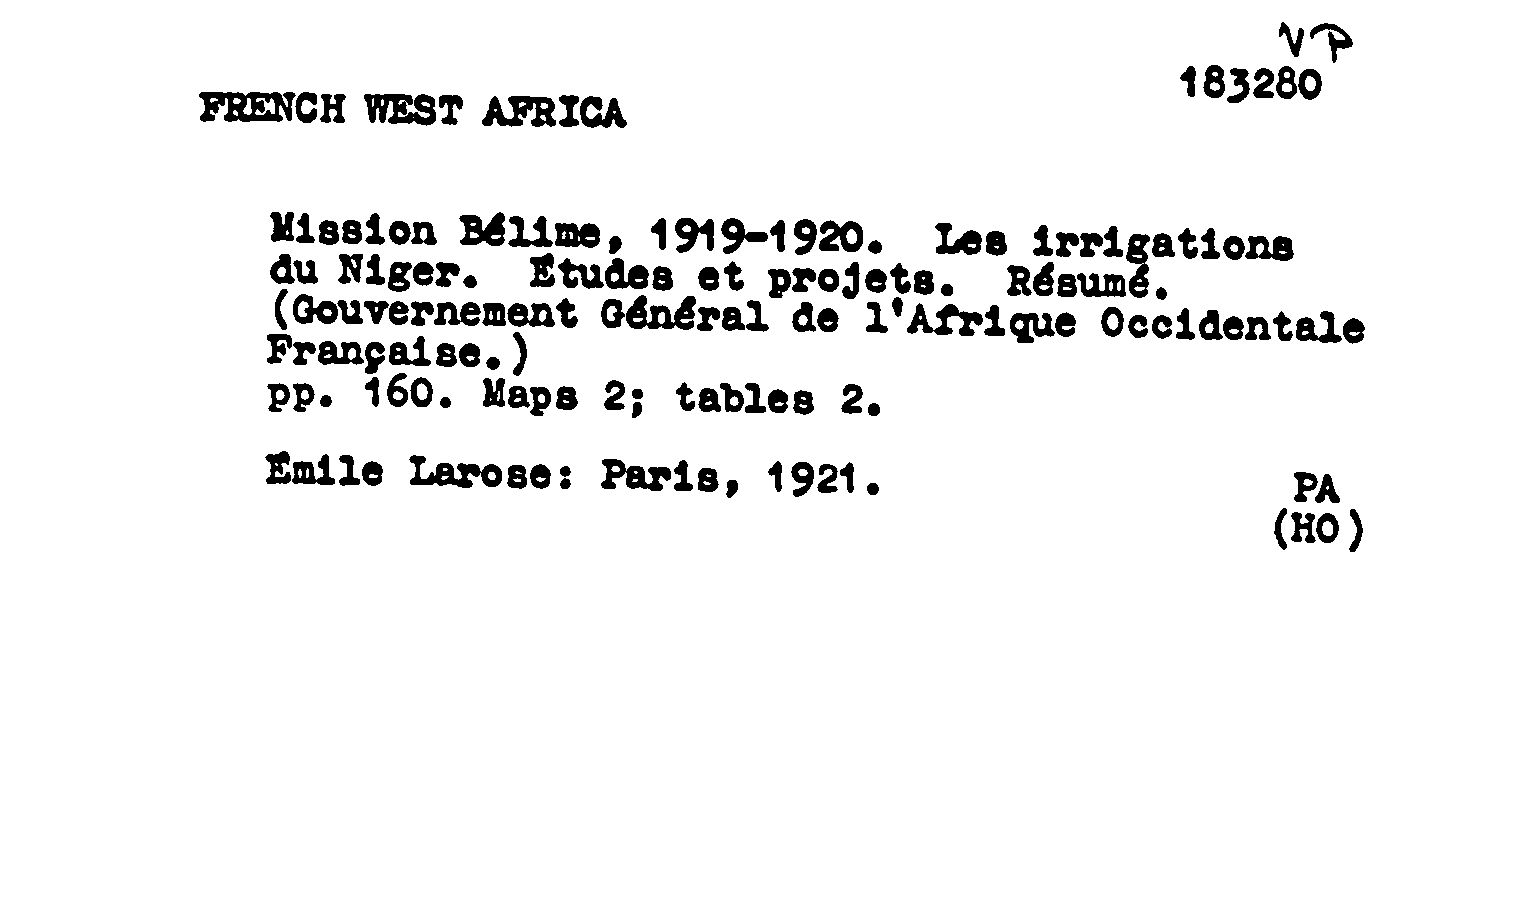 VP
183280
FRENCH WEST AFRICA
Mission Bélime, 1919-1920.  Les irrigations
du Niger.  Études et projets.  Résumé.
(Gouvernement Général de l'Afrique Occidentale
Française.)
pp. 160. Maps 2; tables 2.
Émile Larose: Paris, 1921.
PA
(HO)